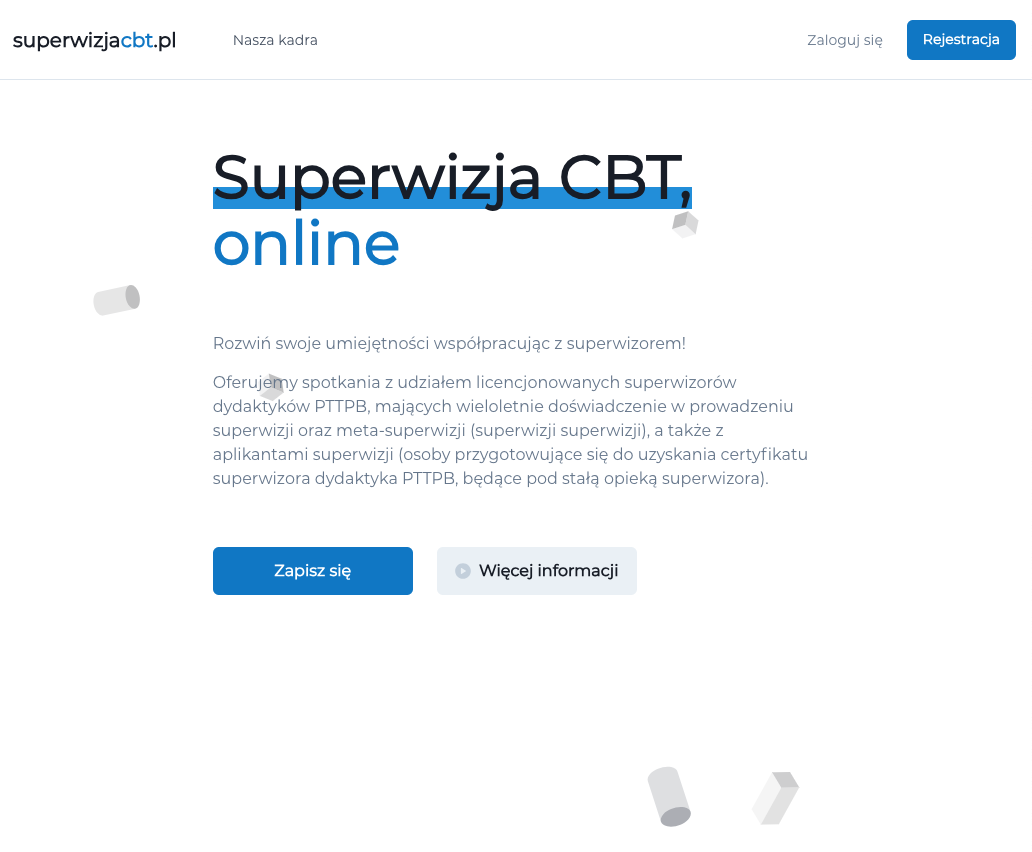 superwizjacbt.pl
Nasza kadra
Zaloguj się
Rejestracja
Superwizja CBT,
online
Rozwiń swoje umiejętności współpracując z superwizorem!
Oferujemy spotkania z udziałem licencjonowanych superwizorów
dydaktyków PTTPB, mających wieloletnie doświadczenie w prowadzeniu
superwizji oraz meta-superwizji (superwizji superwizji), a także z
aplikantami superwizji (osoby przygotowujące się do uzyskania certyfikatu
superwizora dydaktyka PTTPB, będące pod stałą opieką superwizora).
Zapisz się
Więcej informacji